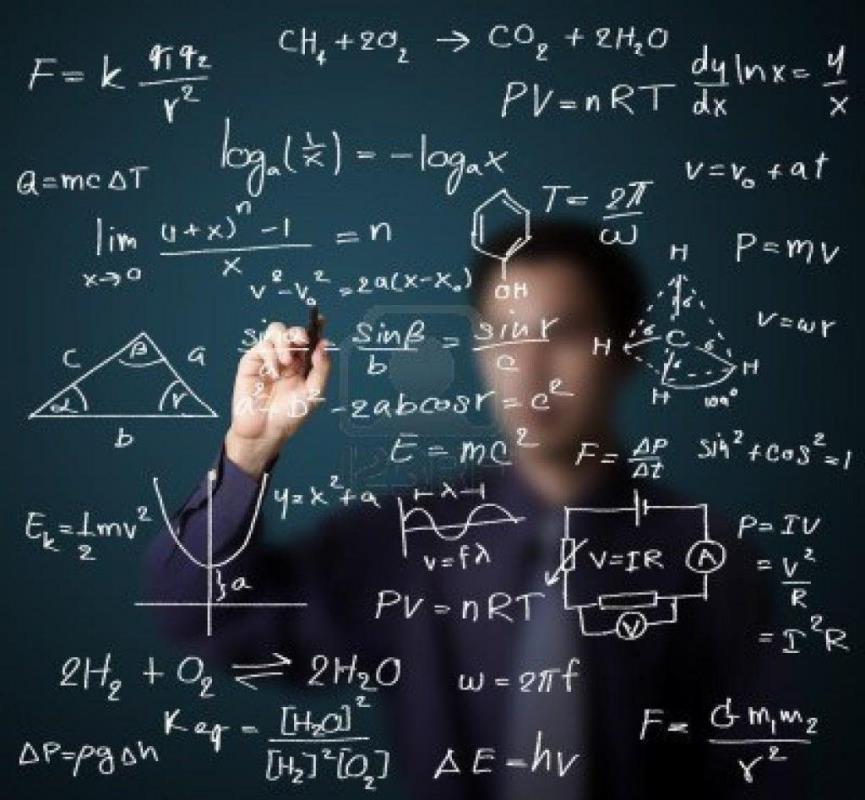 F = k q₁q₂/r²
CH₄ + 2O₂ → CO₂ + 2H₂O
dy/dx ln x = y/x
PV = nRT
logₐ(1/x) = -logₐx
Q = mcΔT
v = v₀ + at
T = 2π/ω
lim x→0 (1+x)ⁿ-1/x = n
OH
P = mv
v² - v₀² = 2a(x-x₀)
H
H C H
H
109°
v = ωr
sinα/a = sinβ/b = sin r/c
c β a
α r
b
a² + b² - 2abcosr = c²
E = mc²
F = ΔP/Δt
sin² + cos² = 1
y = x² + a
a
Eₖ = 1/2 mv²
λ
v = fλ
V = IR
A
V
P = IV
= V²/R
= I²R
PV = nRT
2H₂ + O₂ ⇌ 2H₂O
ω = 2πf
Keq = [H₂O]²/[H₂]²[O₂]
F = G m₁m₂/r²
ΔP = ρgΔh
ΔE = hv